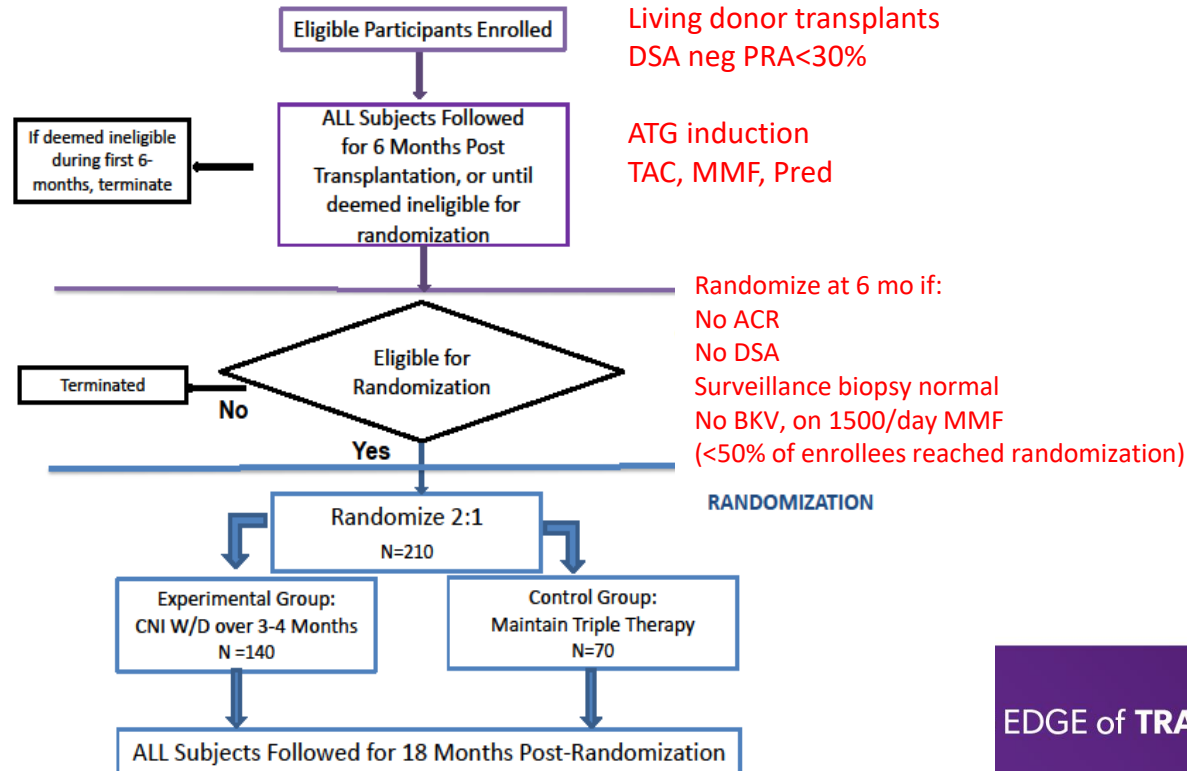 Eligible Participants Enrolled
Living donor transplants
DSA neg PRA<30%
If deemed ineligible
during first 6-
months, terminate
ALL Subjects Followed
for 6 Months Post
Transplantation, or until
deemed ineligible for
randomization
ATG induction
TAC, MMF, Pred
Randomize at 6 mo if:
No ACR
No DSA
Surveillance biopsy normal
No BKV, on 1500/day MMF
(<50% of enrollees reached randomization)
Eligible for
Randomization
Terminated
No
Yes
RANDOMIZATION
Randomize 2:1
N=210
Experimental Group:
CNI W/D over 3-4 Months
N =140
Control Group:
Maintain Triple Therapy
N=70
ALL Subjects Followed for 18 Months Post-Randomization
EDGE of